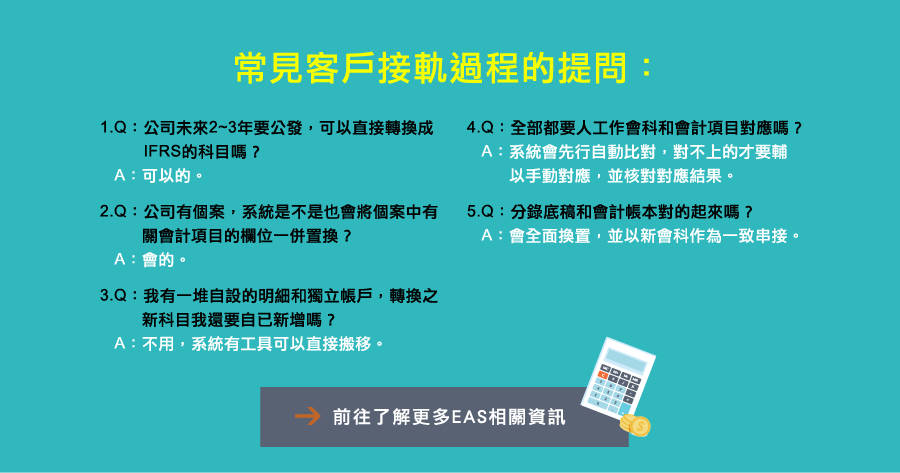 常見客戶接軌過程的提問：
1.Q：公司未來2~3年要公發，可以直接轉換成
IFRS的科目嗎？
A：可以的。
2.Q：公司有個案，系統是不是也會將個案中有
關會計項目的欄位一併置換？
A：會的。
3.Q：我有一堆自設的明細和獨立帳戶，轉換之
新科目我還要自已新增嗎？
A：不用，系統有工具可以直接搬移。
4.Q：全部都要人工作會科和會計項目對應嗎？
A：系統會先行自動比對，對不上的才要輔
以手動對應，並核對對應結果。
5.Q：分錄底稿和會計帳本對的起來嗎？
A：會全面換置，並以新會科作為一致串接。
前往了解更多EAS相關資訊